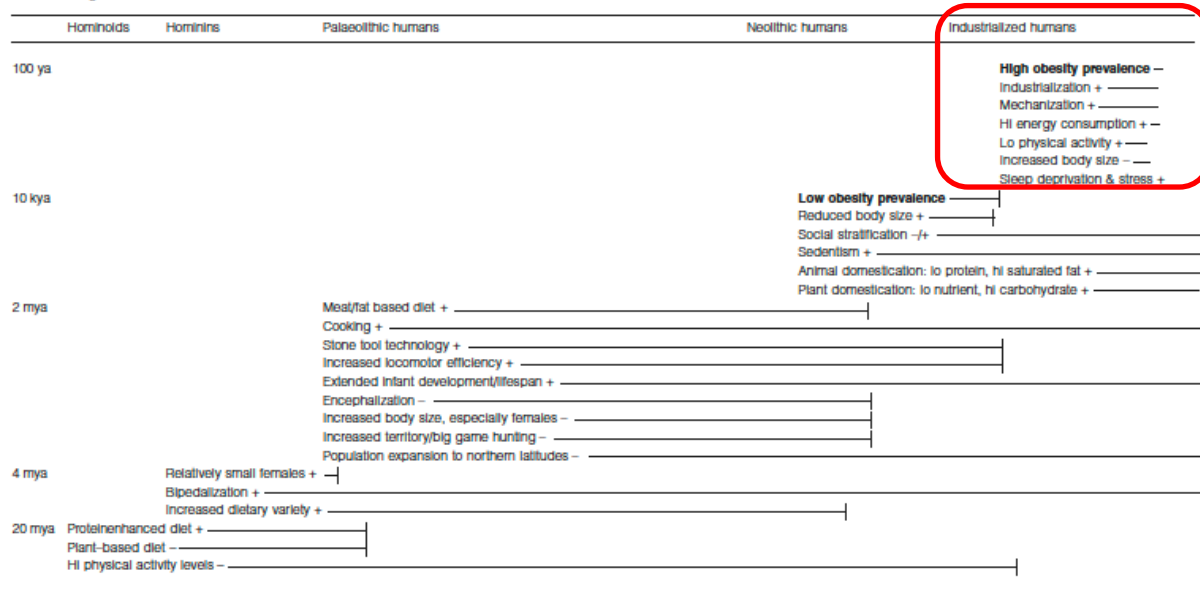 Hominoids Hominins Palaeolithic humans Neolithic humans Industrialized humans
100 ya High obesity prevalence –
Industrialization +
Mechanization +
Hi energy consumption +
Lo physical activity +
Increased body size –
Sleep deprivation & stress +
10 kya Low obesity prevalence
Reduced body size +
Social stratification –/+
Sedentism +
Animal domestication: lo protein, hi saturated fat +
Plant domestication: lo nutrient, hi carbohydrate +
2 mya Meat/fat based diet +
Cooking +
Stone tool technology +
Increased locomotor efficiency +
Extended infant development/lifespan +
Encephalization –
Increased body size, especially females –
Increased territory/big game hunting –
Population expansion to northern latitudes –
4 mya Relatively small females +
Bipedalization +
Increased dietary variety +
20 mya Proteinenhanced diet +
Plant–based diet –
Hi physical activity levels –